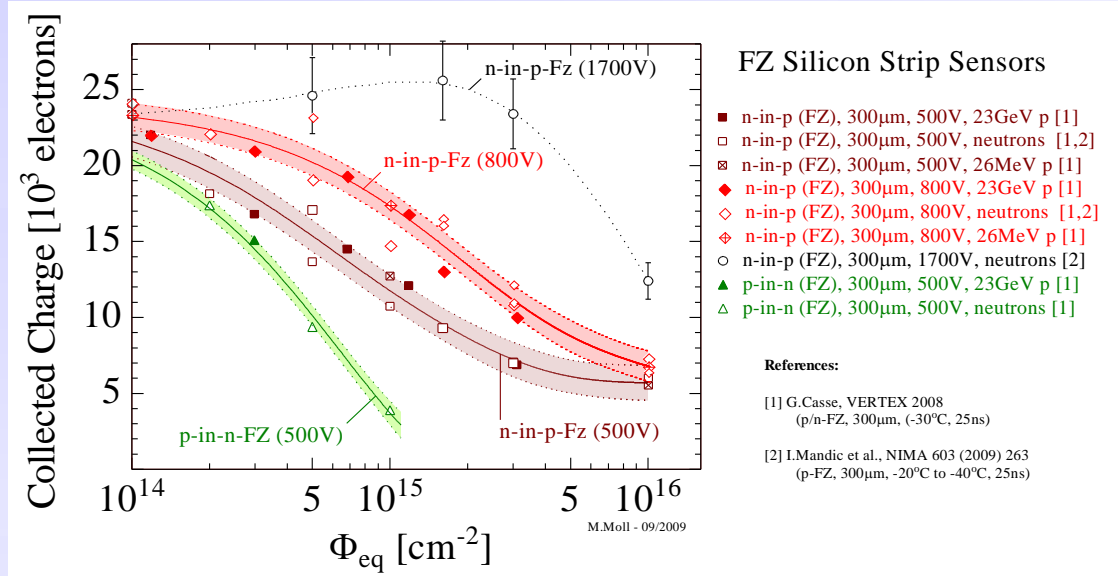 FZ Silicon Strip Sensors
Collected Charge [10³ electrons]
25
20
15
10
5
10¹⁴
5
10¹⁵
5
10¹⁶
Φeq [cm⁻²]
M.Moll - 09/2009
n-in-p-Fz (1700V)
n-in-p-Fz (800V)
n-in-p-Fz (500V)
p-in-n-FZ (500V)
n-in-p (FZ), 300μm, 500V, 23GeV p [1]
n-in-p (FZ), 300μm, 500V, neutrons [1,2]
n-in-p (FZ), 300μm, 500V, 26MeV p [1]
n-in-p (FZ), 300μm, 800V, 23GeV p [1]
n-in-p (FZ), 300μm, 800V, neutrons [1,2]
n-in-p (FZ), 300μm, 800V, 26MeV p [1]
n-in-p (FZ), 300μm, 1700V, neutrons [2]
p-in-n (FZ), 300μm, 500V, 23GeV p [1]
p-in-n (FZ), 300μm, 500V, neutrons [1]
References:
[1] G.Casse, VERTEX 2008
(p/n-FZ, 300μm, (-30°C, 25ns)
[2] I.Mandic et al., NIMA 603 (2009) 263
(p-FZ, 300μm, -20°C to -40°C, 25ns)